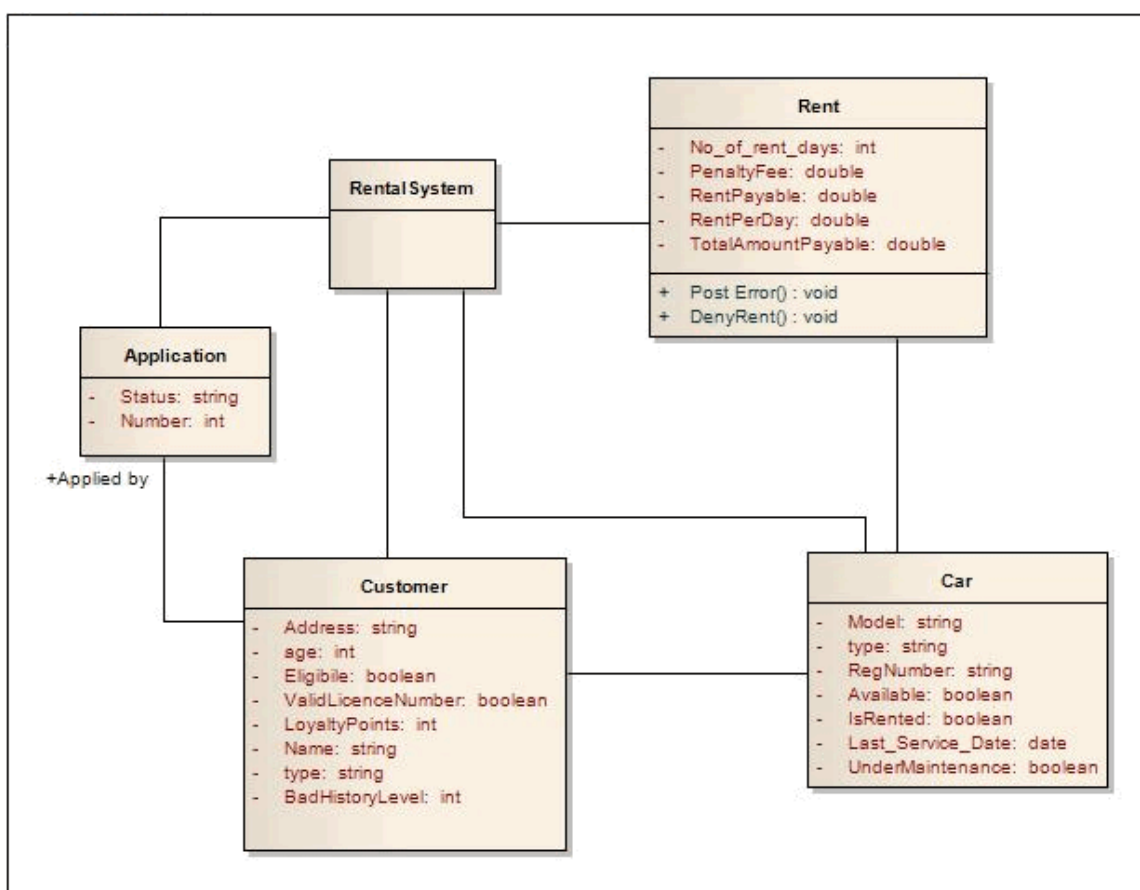 Rent
- No_of_rent_days: int
- PenaltyFee: double
- RentPayable: double
- RentPerDay: double
- TotalAmountPayable: double
+ Post Error() : void
+ DenyRent() : void
RentalSystem
Application
- Status: string
- Number: int
+Applied by
Customer
- Address: string
- age: int
- Eligibile: boolean
- ValidLicenceNumber: boolean
- LoyaltyPoints: int
- Name: string
- type: string
- BadHistoryLevel: int
Car
- Model: string
- type: string
- RegNumber: string
- Available: boolean
- IsRented: boolean
- Last_Service_Date: date
- UnderMaintenance: boolean